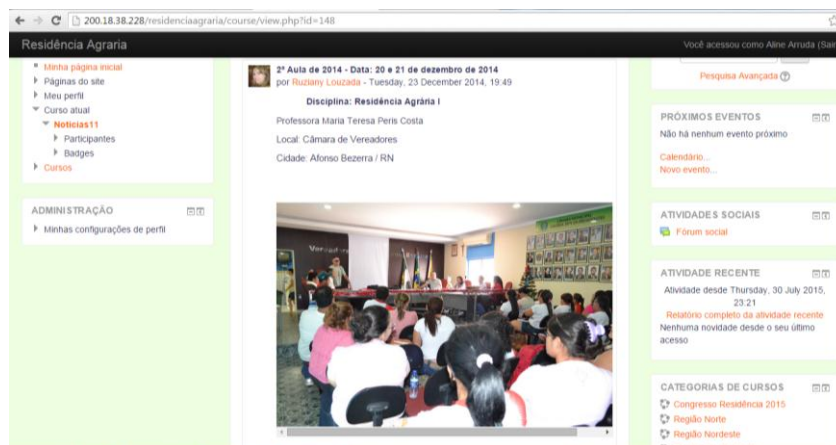 200.18.38.228/residenciaagraria/course/view.php?id=148
Residência Agraria
Você acessou como Aline Arruda (Sair
Minha página inicial
Páginas do site
Meu perfil
Curso atual
Noticias11
Participantes
Badges
Cursos
ADMINISTRAÇÃO
Minhas configurações de perfil
2ª Aula de 2014 - Data: 20 e 21 de dezembro de 2014
por Ruziany Louzada - Tuesday, 23 December 2014, 19:49
Disciplina: Residência Agrária I
Professora Maria Teresa Peris Costa
Local: Câmara de Vereadores
Cidade: Afonso Bezerra / RN
Pesquisa Avançada
PRÓXIMOS EVENTOS
Não há nenhum evento próximo
Calendário...
Novo evento...
ATIVIDADES SOCIAIS
Fórum social
ATIVIDADE RECENTE
Atividade desde Thursday, 30 July 2015,
23:21
Relatório completo da atividade recente
Nenhuma novidade desde o seu último
acesso
CATEGORIAS DE CURSOS
Congresso Residência 2015
Região Norte
Região Nordeste